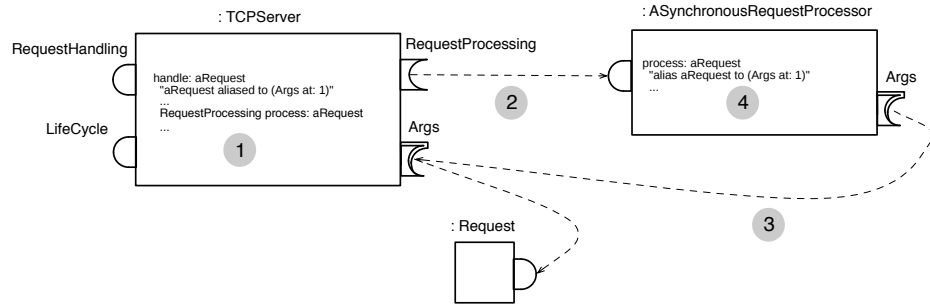 : TCPServer
: ASynchronousRequestProcessor
RequestHandling
RequestProcessing
handle: aRequest
"aRequest aliased to (Args at: 1)"
...
RequestProcessing process: aRequest
...
process: aRequest
"alias aRequest to (Args at: 1)"
...
Args
2
4
LifeCycle
Args
1
3
: Request